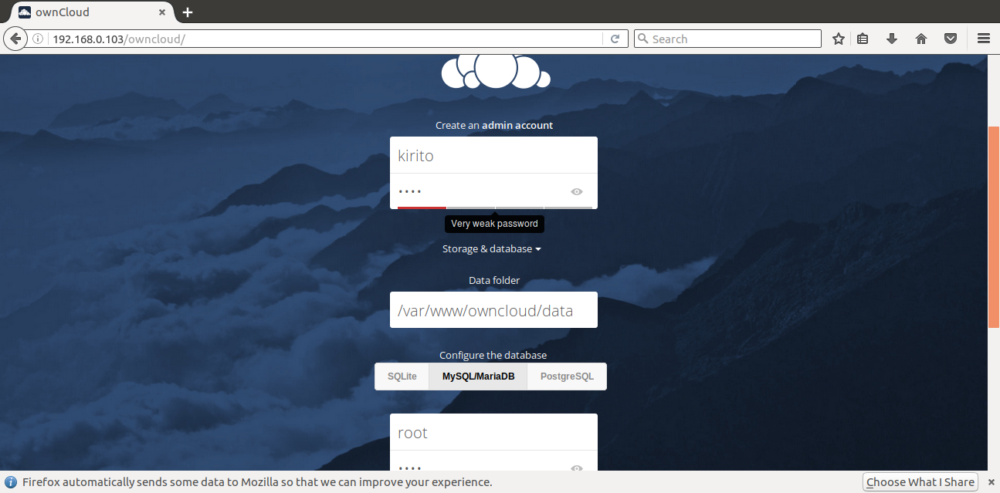 ownCloud
192.168.0.103/owncloud/
Search
Create an admin account
kirito
••••
Very weak password
Storage & database
Data folder
/var/www/owncloud/data
Configure the database
SQLite MySQL/MariaDB PostgreSQL
root
••••
Firefox automatically sends some data to Mozilla so that we can improve your experience.
Choose What I Share